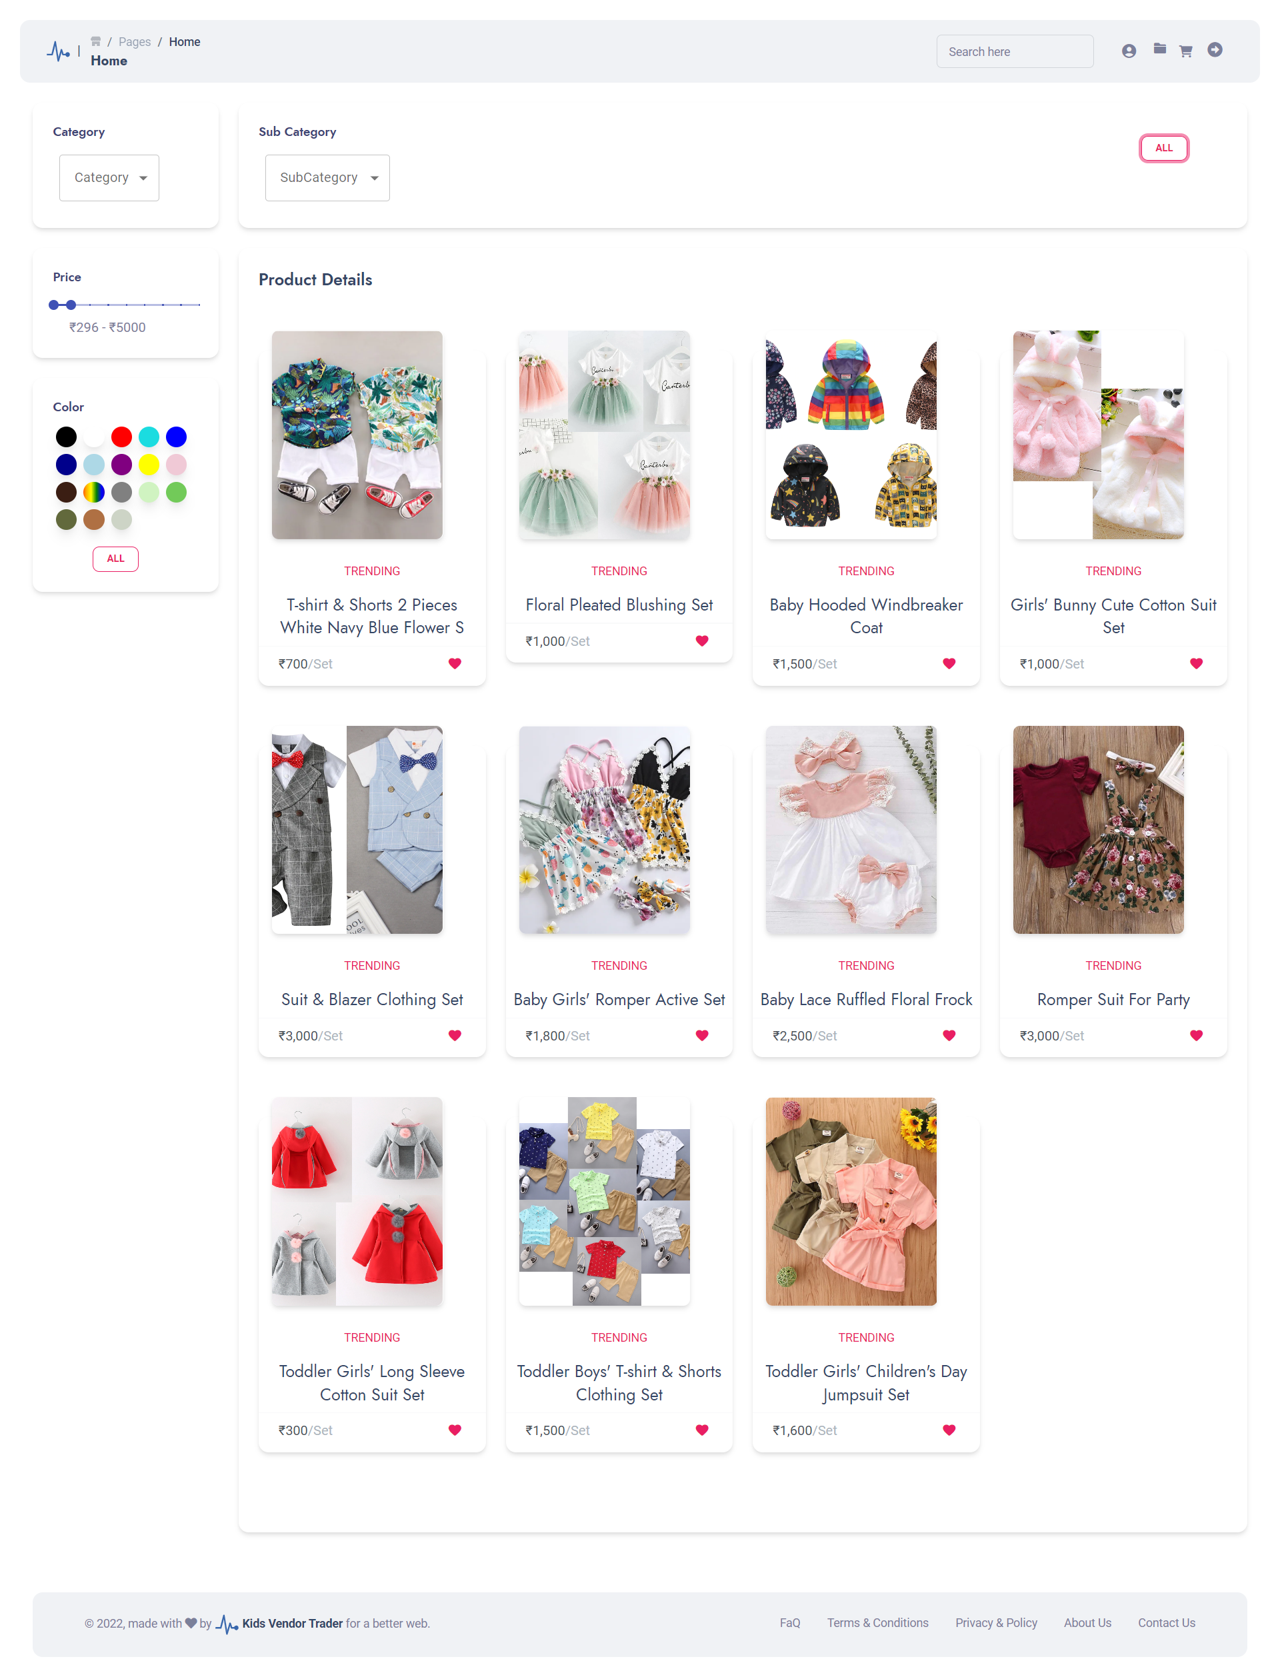 | / Pages / Home
Home
Search here
Category
Category
Sub Category
SubCategory
ALL
Price
₹296 - ₹5000
Color
ALL
Product Details
TRENDING
T-shirt & Shorts 2 Pieces
White Navy Blue Flower S
₹700/Set
TRENDING
Floral Pleated Blushing Set
₹1,000/Set
TRENDING
Baby Hooded Windbreaker
Coat
₹1,500/Set
TRENDING
Girls' Bunny Cute Cotton Suit
Set
₹1,000/Set
TRENDING
Suit & Blazer Clothing Set
₹3,000/Set
TRENDING
Baby Girls' Romper Active Set
₹1,800/Set
TRENDING
Baby Lace Ruffled Floral Frock
₹2,500/Set
TRENDING
Romper Suit For Party
₹3,000/Set
TRENDING
Toddler Girls' Long Sleeve
Cotton Suit Set
₹300/Set
TRENDING
Toddler Boys' T-shirt & Shorts
Clothing Set
₹1,500/Set
TRENDING
Toddler Girls' Children's Day
Jumpsuit Set
₹1,600/Set
© 2022, made with by Kids Vendor Trader for a better web.
FaQ
Terms & Conditions
Privacy & Policy
About Us
Contact Us